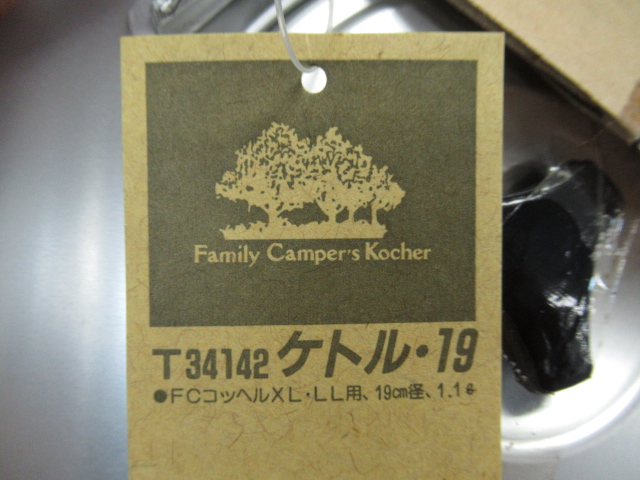 Family Camper's Kocher
T34142 ケトル・19
●FCコッヘルXL・LL用、19cm径、1.1ℓ